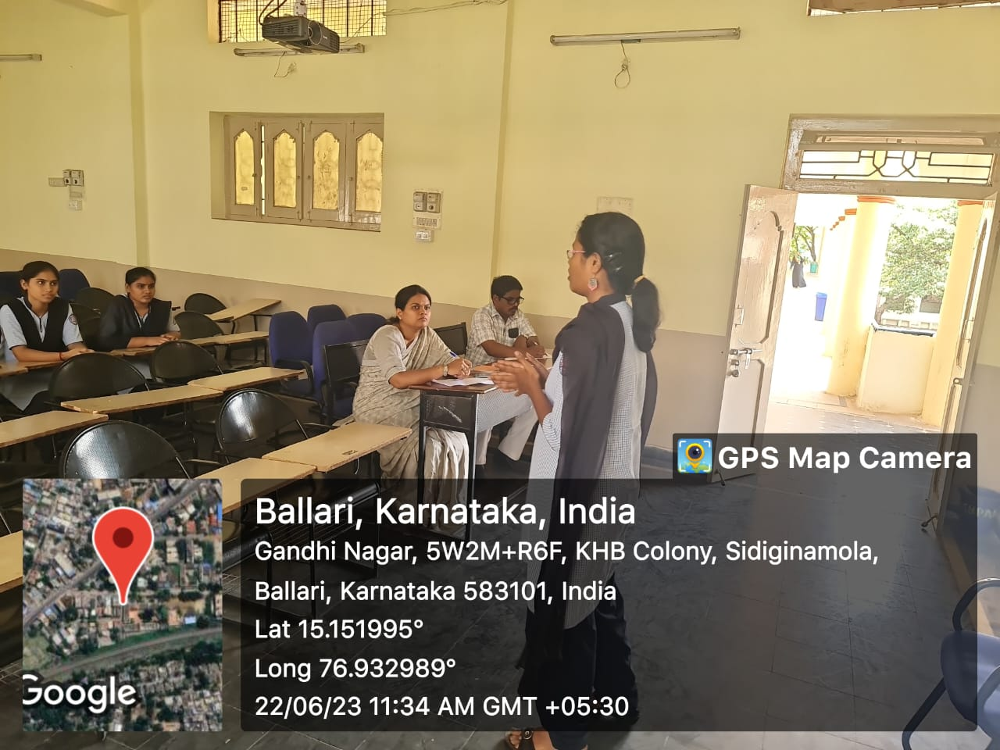 GPS Map Camera
Ballari, Karnataka, India
Gandhi Nagar, 5W2M+R6F, KHB Colony, Sidiginamola,
Ballari, Karnataka 583101, India
Lat 15.151995°
Long 76.932989°
22/06/23 11:34 AM GMT +05:30
Google